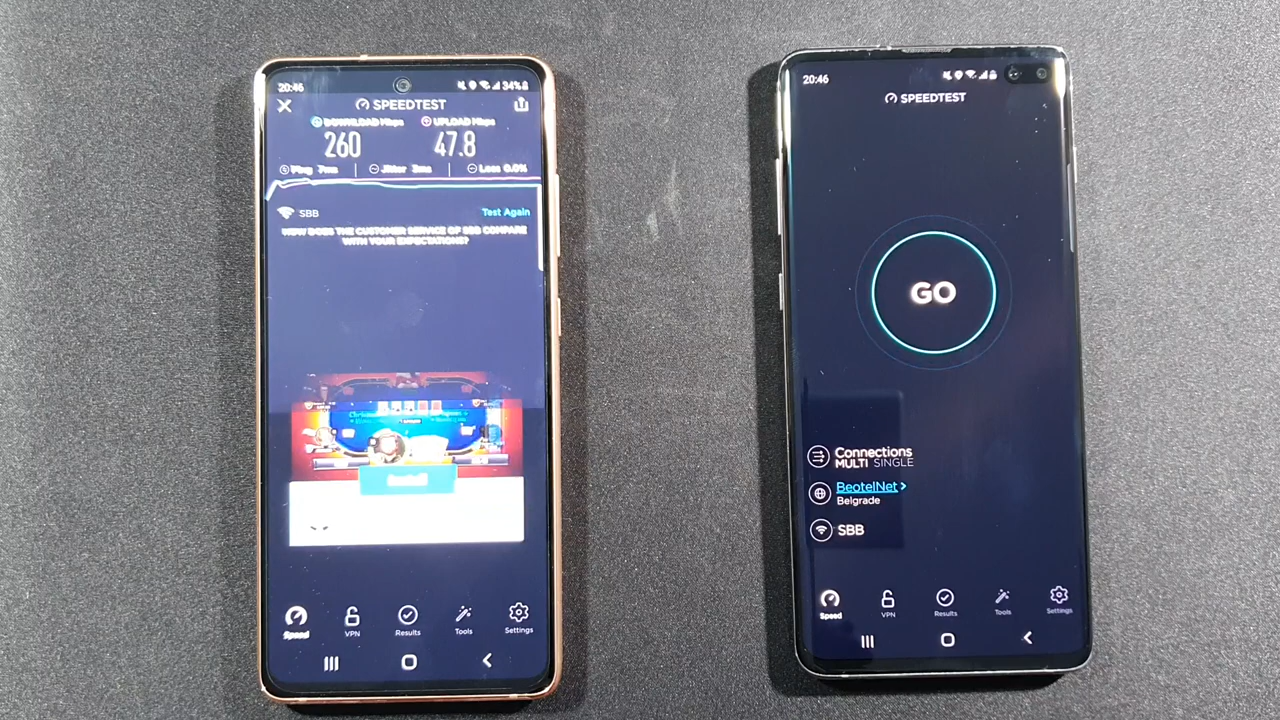 20:46
34%
SPEEDTEST
DOWNLOAD Mbps
UPLOAD Mbps
260
47.8
Ping 7ms
Jitter 3ms
Loss 0.0%
SBB
Test Again
HOW DOES THE CUSTOMER SERVICE OF SBB COMPARE
WITH YOUR EXPECTATIONS?
Speed
VPN
Results
Tools
Settings
20:46
SPEEDTEST
GO
Connections
MULTI SINGLE
BeotelNet >
Belgrade
SBB
Speed
VPN
Results
Tools
Settings